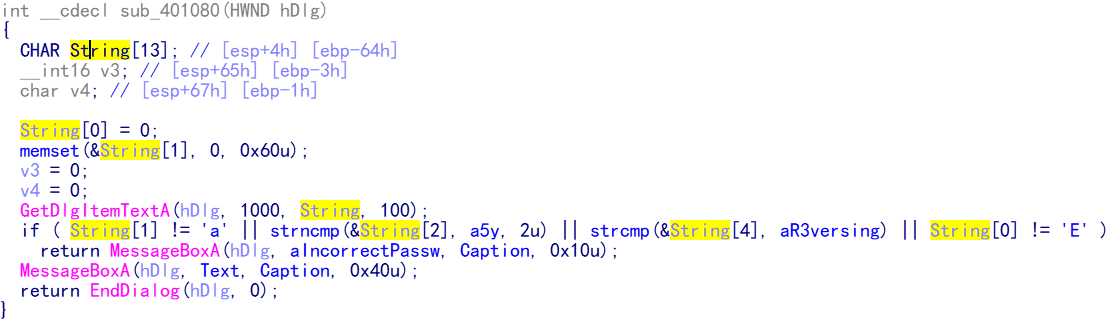 int __cdecl sub_401080(HWND hDlg)
{
CHAR String[13]; // [esp+4h] [ebp-64h]
__int16 v3; // [esp+65h] [ebp-3h]
char v4; // [esp+67h] [ebp-1h]
String[0] = 0;
memset(&String[1], 0, 0x60u);
v3 = 0;
v4 = 0;
GetDlgItemTextA(hDlg, 1000, String, 100);
if ( String[1] != 'a' || strncmp(&String[2], a5y, 2u) || strcmp(&String[4], aR3versing) || String[0] != 'E' )
return MessageBoxA(hDlg, aIncorrectPassw, Caption, 0x10u);
MessageBoxA(hDlg, Text, Caption, 0x40u);
return EndDialog(hDlg, 0);
}